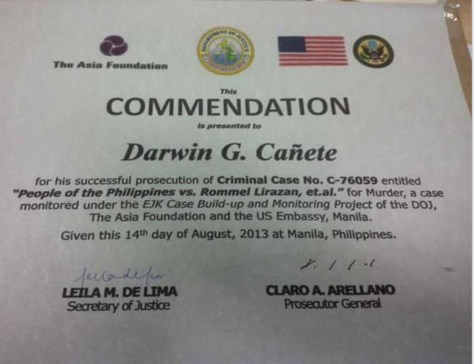 The Asia Foundation
DEPARTMENT OF JUSTICE
This
COMMENDATION
is presented to
Darwin G. Cañete
for his successful prosecution of Criminal Case No. C-76059 entitled
"People of the Philippines vs. Rommel Lirazan, et.al." for Murder, a case
monitored under the EJK Case Build-up and Monitoring Project of the DOJ,
The Asia Foundation and the US Embassy, Manila.
Given this 14th day of August, 2013 at Manila, Philippines.
LEILA M. DE LIMA
Secretary of Justice
CLARO A. ARELLANO
Prosecutor General